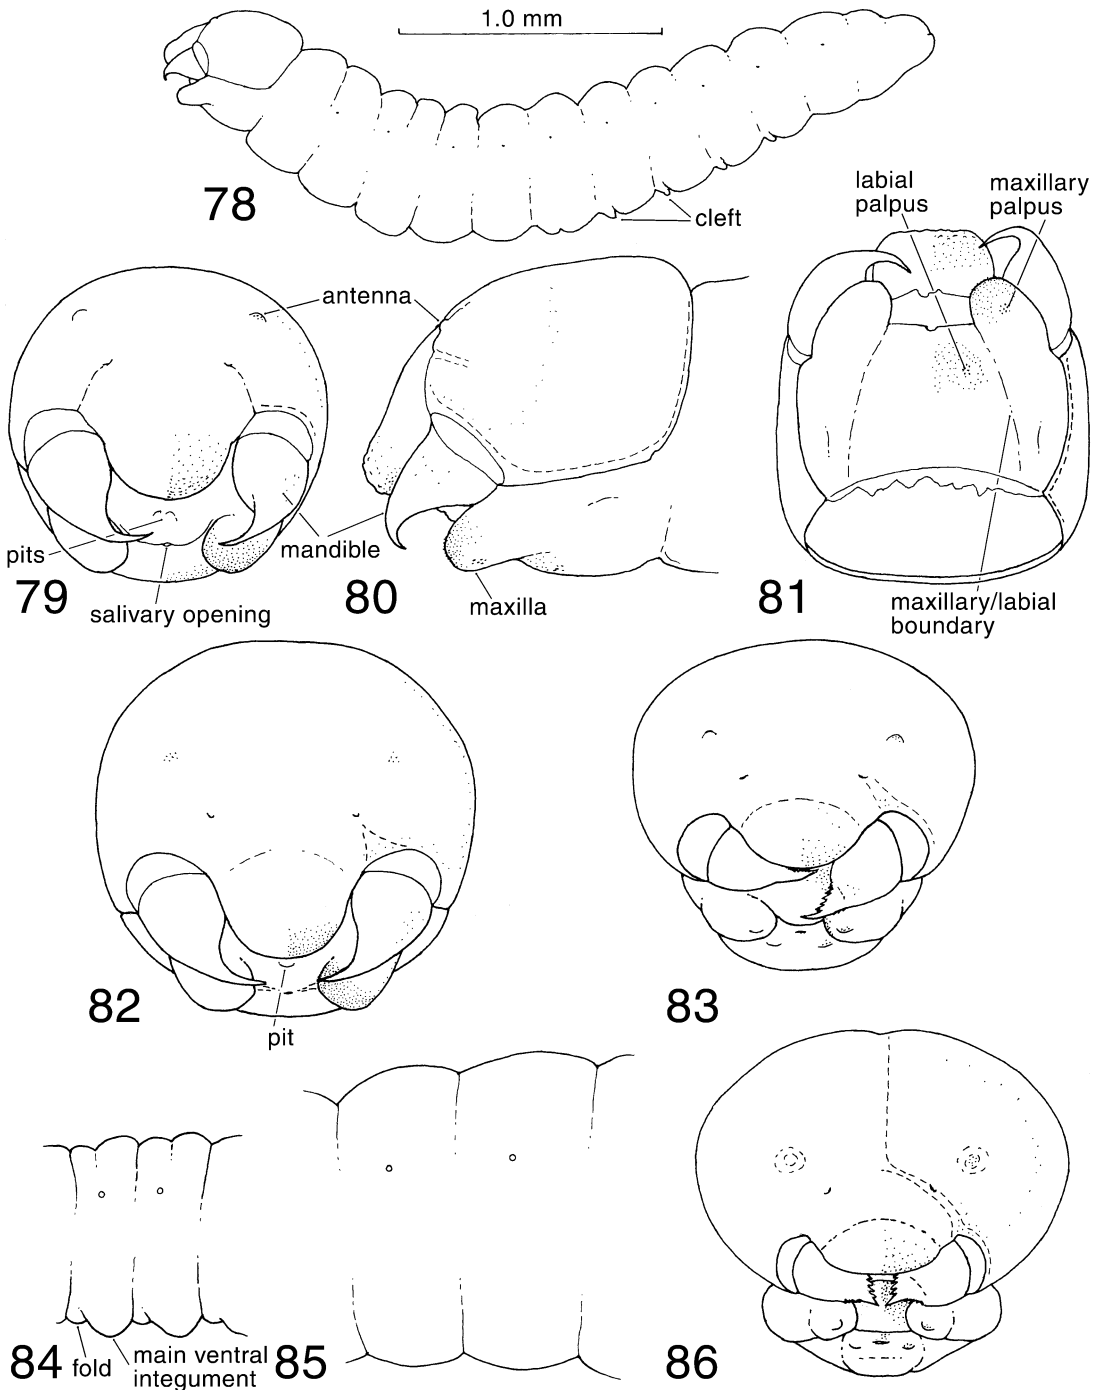 1.0 mm
78
cleft
labial
palpus
maxillary
palpus
antenna
pits
mandible
79
80
81
salivary opening
maxilla
maxillary/labial
boundary
82
pit
83
84
fold
main ventral
integument
85
86